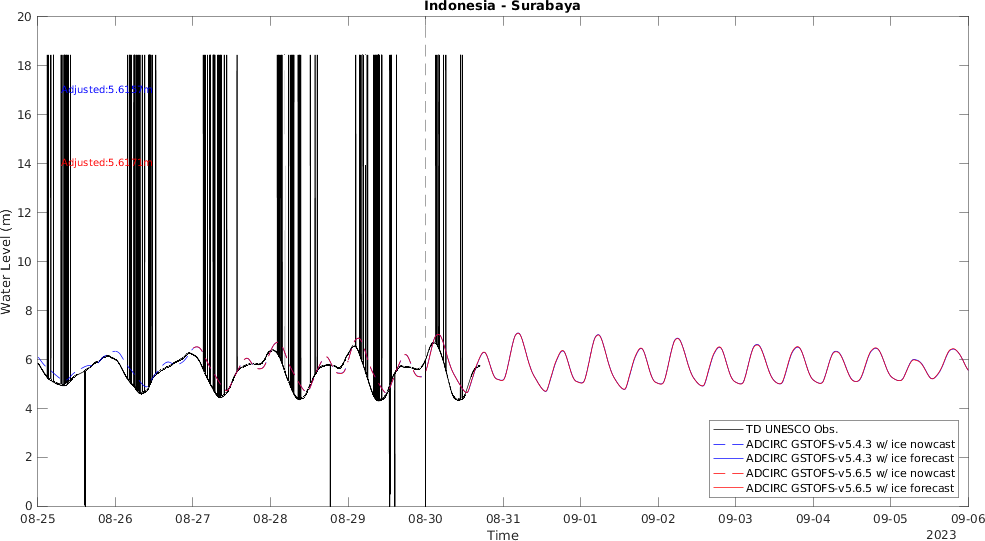 Indonesia - Surabaya
20
18
16
14
12
10
8
6
4
2
0
Water Level (m)
TD UNESCO Obs.
ADCIRC GSTOFS-v5.4.3 w/ ice nowcast
ADCIRC GSTOFS-v5.4.3 w/ ice forecast
ADCIRC GSTOFS-v5.6.5 w/ ice nowcast
ADCIRC GSTOFS-v5.6.5 w/ ice forecast
08-25 08-26 08-27 08-28 08-29 08-30 08-31 09-01 09-02 09-03 09-04 09-05 09-06
Time
2023